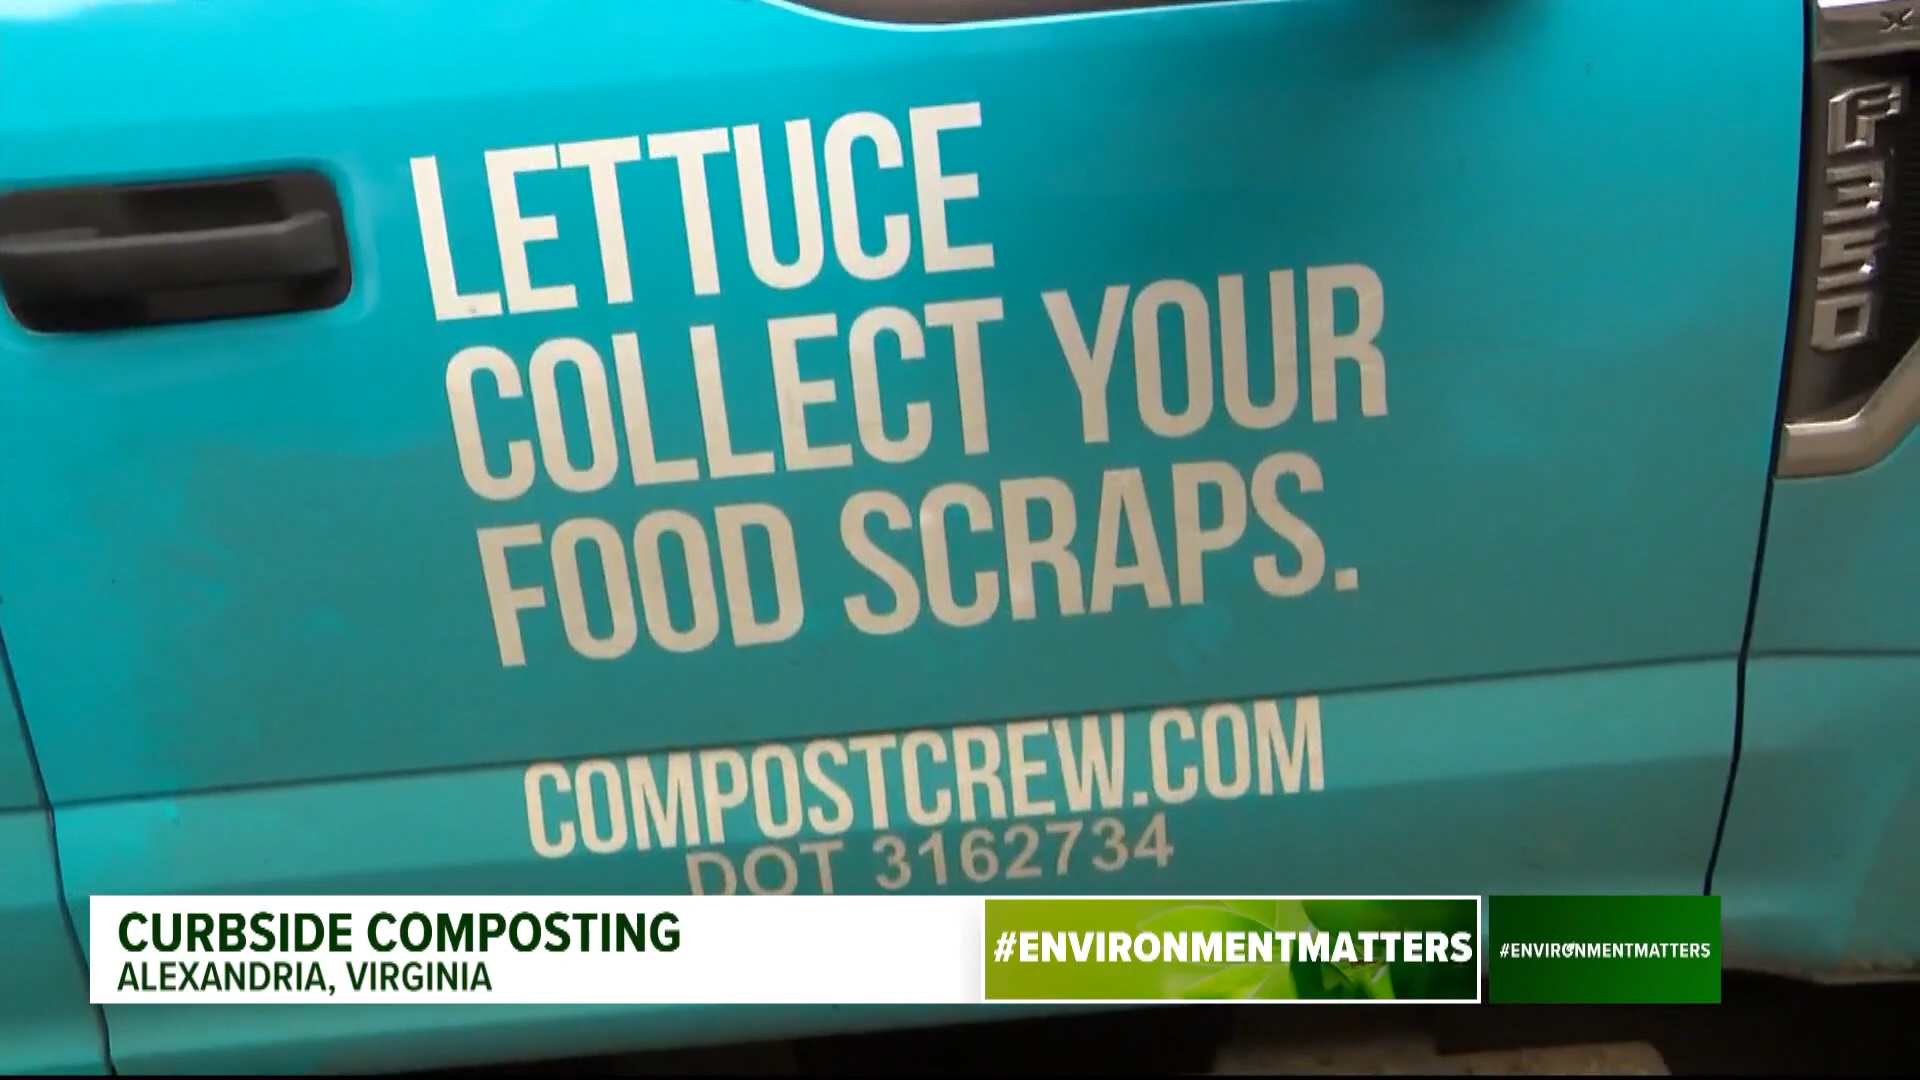 LETTUCE
COLLECT YOUR
FOOD SCRAPS.
COMPOSTCREW.COM
DOT 3162734
F350
CURBSIDE COMPOSTING
ALEXANDRIA, VIRGINIA
#ENVIRONMENTMATTERS
#ENVIRONMENTMATTERS